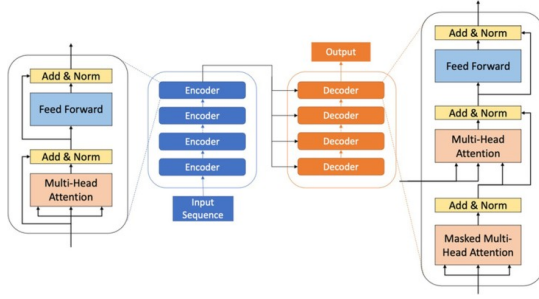 Add & Norm
Feed Forward
Add & Norm
Multi-Head
Attention
Encoder
Encoder
Encoder
Encoder
Input
Sequence
Output
Decoder
Decoder
Decoder
Decoder
Add & Norm
Feed Forward
Add & Norm
Multi-Head
Attention
Add & Norm
Masked Multi-
Head Attention